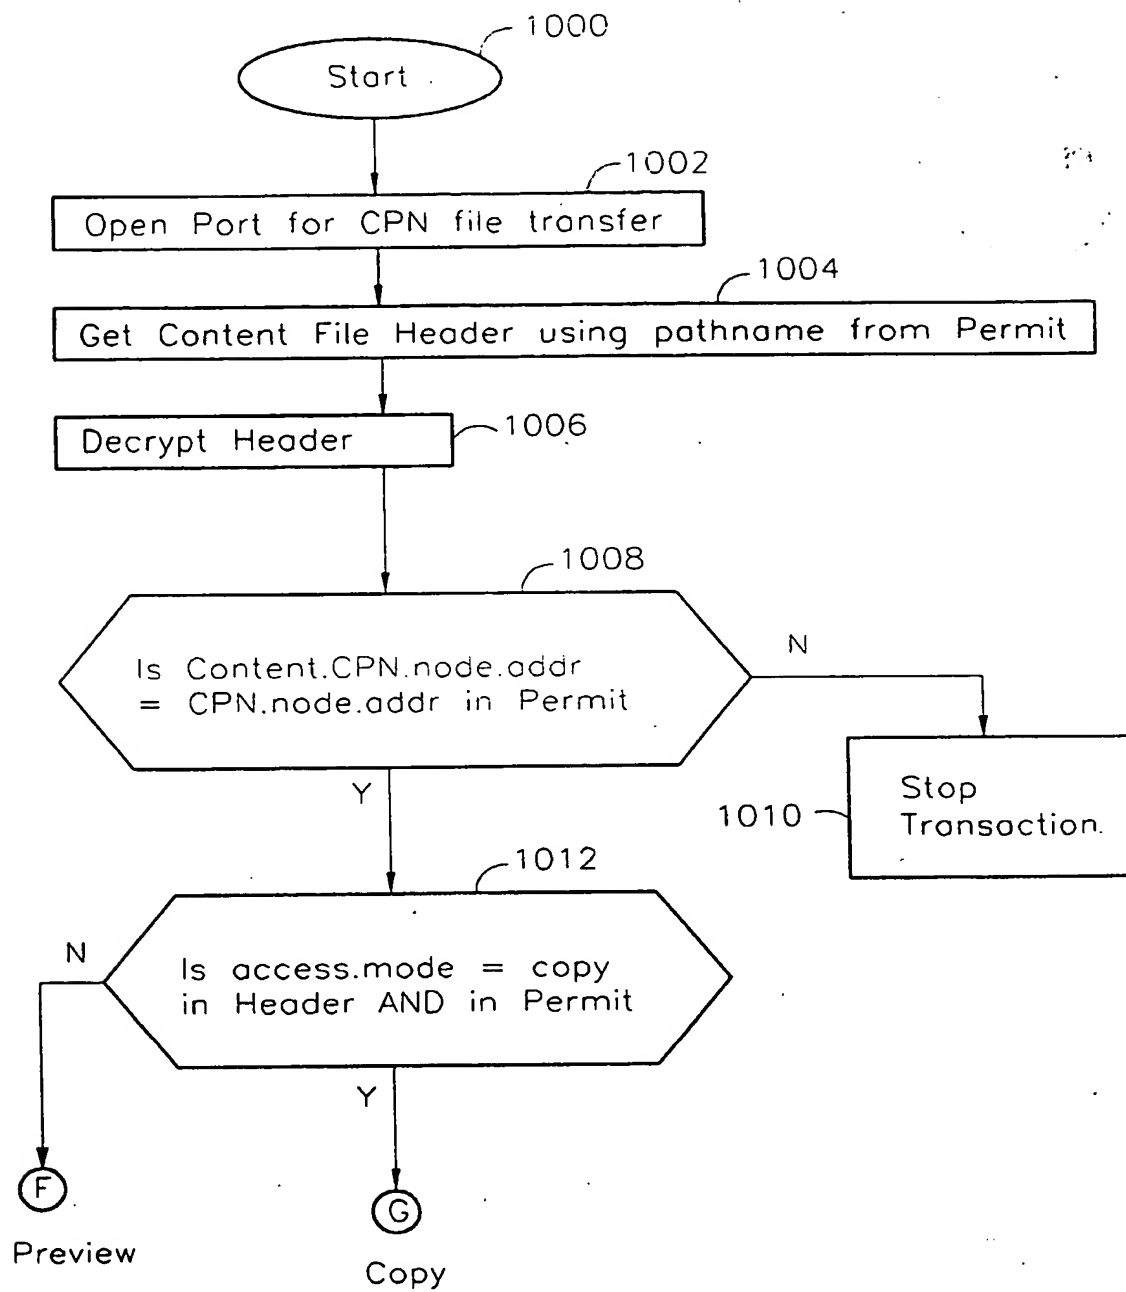 1000
Start
1002
Open Port for CPN file transfer
1004
Get Content File Header using pathname from Permit
Decrypt Header
1006
1008
Is Content.CPN.node.addr
= CPN.node.addr in Permit
N
Y
1010
Stop
Transaction.
1012
N
Is access.mode = copy
in Header AND in Permit
Y
F
Preview
G
Copy